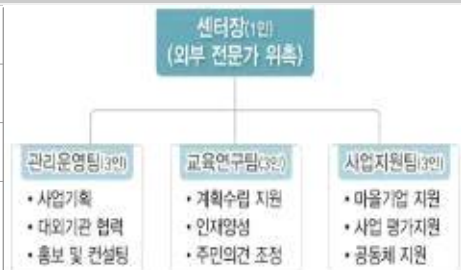 센터장(1인)
(외부 전문가 위촉)
관리운영팀(3인)
• 사업기획
• 대외기관 협력
• 홍보 및 컨설팅
교육연구팀(3인)
• 계획수립 지원
• 인재양성
• 주민의견 조정
사업지원팀(3인)
• 마을기업 지원
• 사업 평가지원
• 공동체 지원